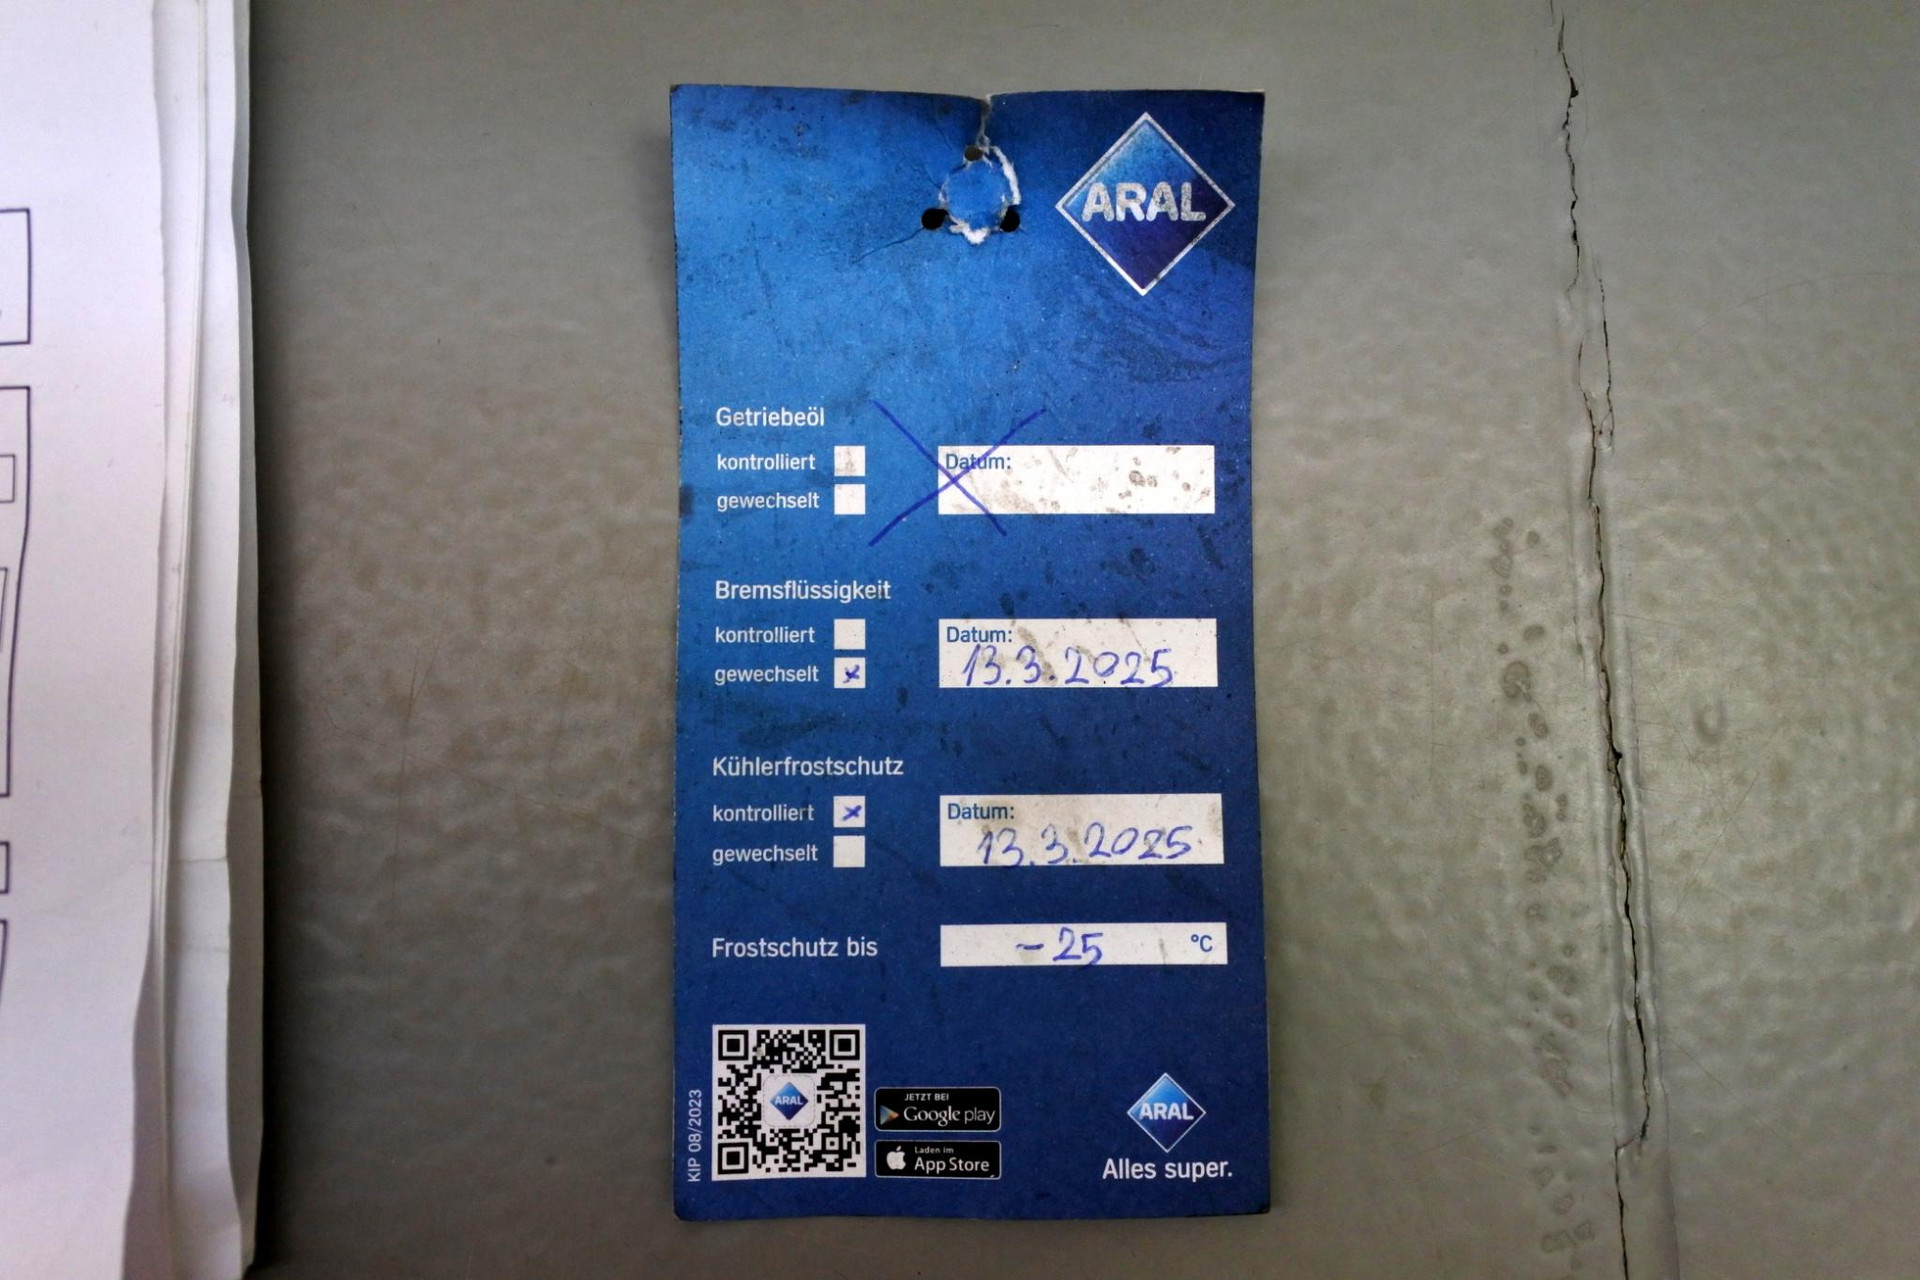 ARAL
Getriebeöl
kontrolliert
gewechselt
Datum:
Bremsflüssigkeit
kontrolliert
gewechselt x
Datum:
13.3.2025
Kühlerfrostschutz
kontrolliert x
gewechselt
Datum:
13.3.2025
Frostschutz bis -25 °C
KIP 08/2023
ARAL
JETZT BEI
Google play
Laden im
App Store
ARAL
Alles super.